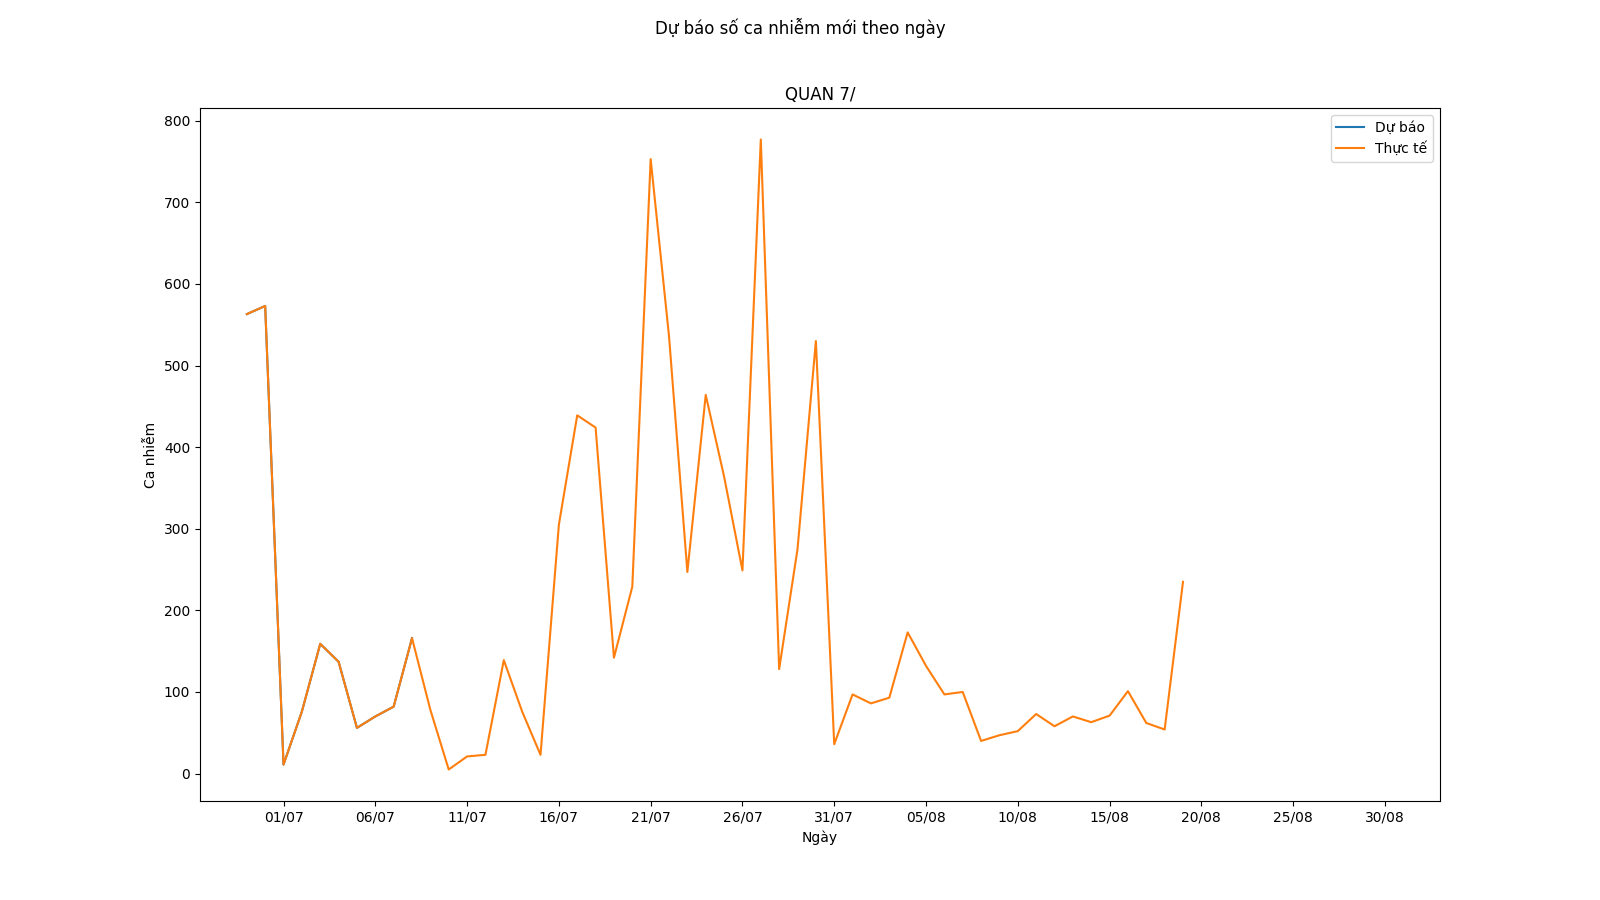 Dự báo số ca nhiễm mới theo ngày
QUAN 7/
Dự báo
Thực tế
800
700
600
500
400
300
200
100
0
Ca nhiễm
01/07 06/07 11/07 16/07 21/07 26/07 31/07 05/08 10/08 15/08 20/08 25/08 30/08
Ngày